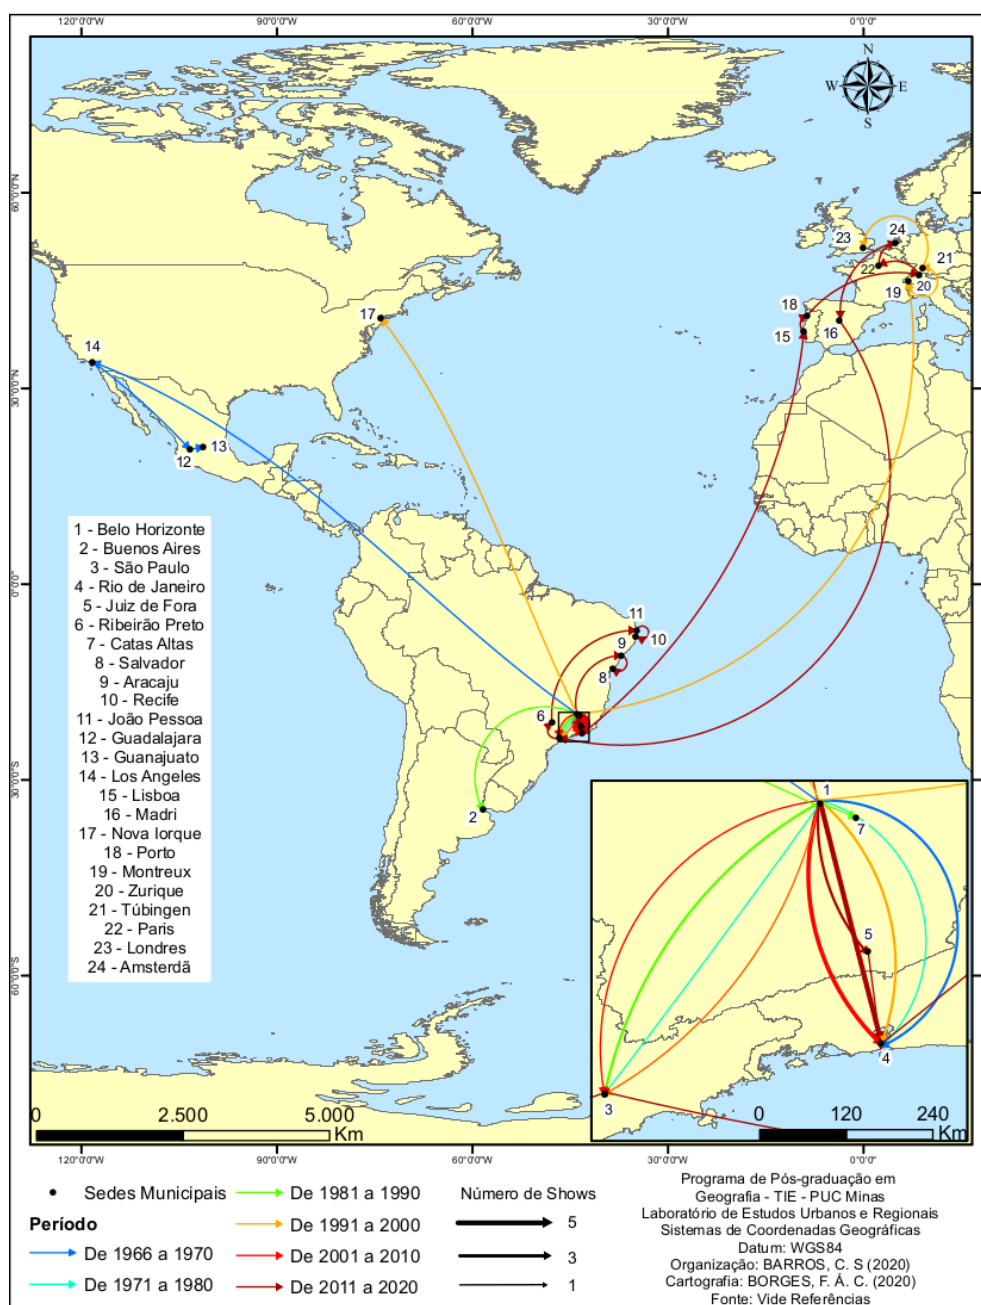 120°0'0"W 60°0'0"W 0°0'0"
N
W E
S
60°0'0"N
30°0'0"N
0°0'0"
30°0'0"S
60°0'0"S
24
23
21
22
20
19
18
17
16
15
14
13
12
11
10
9
8
6
2
1 - Belo Horizonte
2 - Buenos Aires
3 - São Paulo
4 - Rio de Janeiro
5 - Juiz de Fora
6 - Ribeirão Preto
7 - Catas Altas
8 - Salvador
9 - Aracaju
10 - Recife
11 - João Pessoa
12 - Guadalajara
13 - Guanajuato
14 - Los Angeles
15 - Lisboa
16 - Madri
17 - Nova Iorque
18 - Porto
19 - Montreux
20 - Zurique
21 - Túbingen
22 - Paris
23 - Londres
24 - Amsterdã
1
7
5
4
3
0 120 240
Km
0 2.500 5.000
Km
120°0'0"W 90°0'0"W 60°0'0"W 30°0'0"W 0°0'0"
Sedes Municipais
Período
De 1966 a 1970
De 1971 a 1980
De 1981 a 1990
De 1991 a 2000
De 2001 a 2010
De 2011 a 2020
Número de Shows
5
3
1
Programa de Pós-graduação em
Geografia - TIE - PUC Minas
Laboratório de Estudos Urbanos e Regionais
Sistemas de Coordenadas Geográficas
Datum: WGS84
Organização: BARROS, C. S (2020)
Cartografia: BORGES, F. Á. C. (2020)
Fonte: Vide Referências